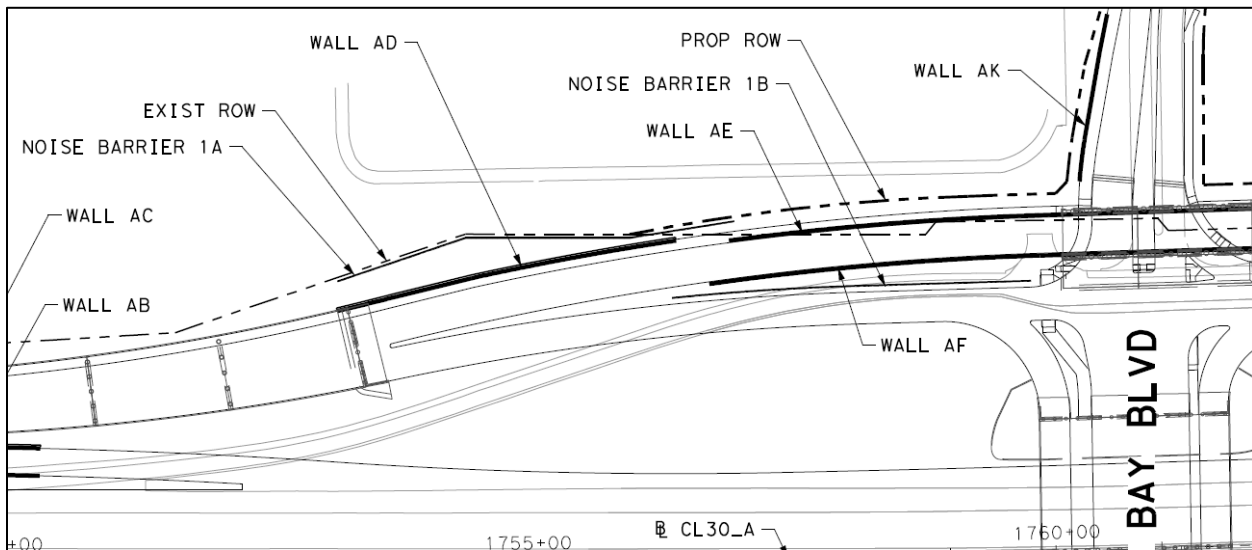 WALL AD
PROP ROW
NOISE BARRIER 1B
WALL AK
EXIST ROW
WALL AE
NOISE BARRIER 1A
WALL AC
WALL AB
WALL AF
BAY BLVD
CL30_A
1760+00
1755+00
+00